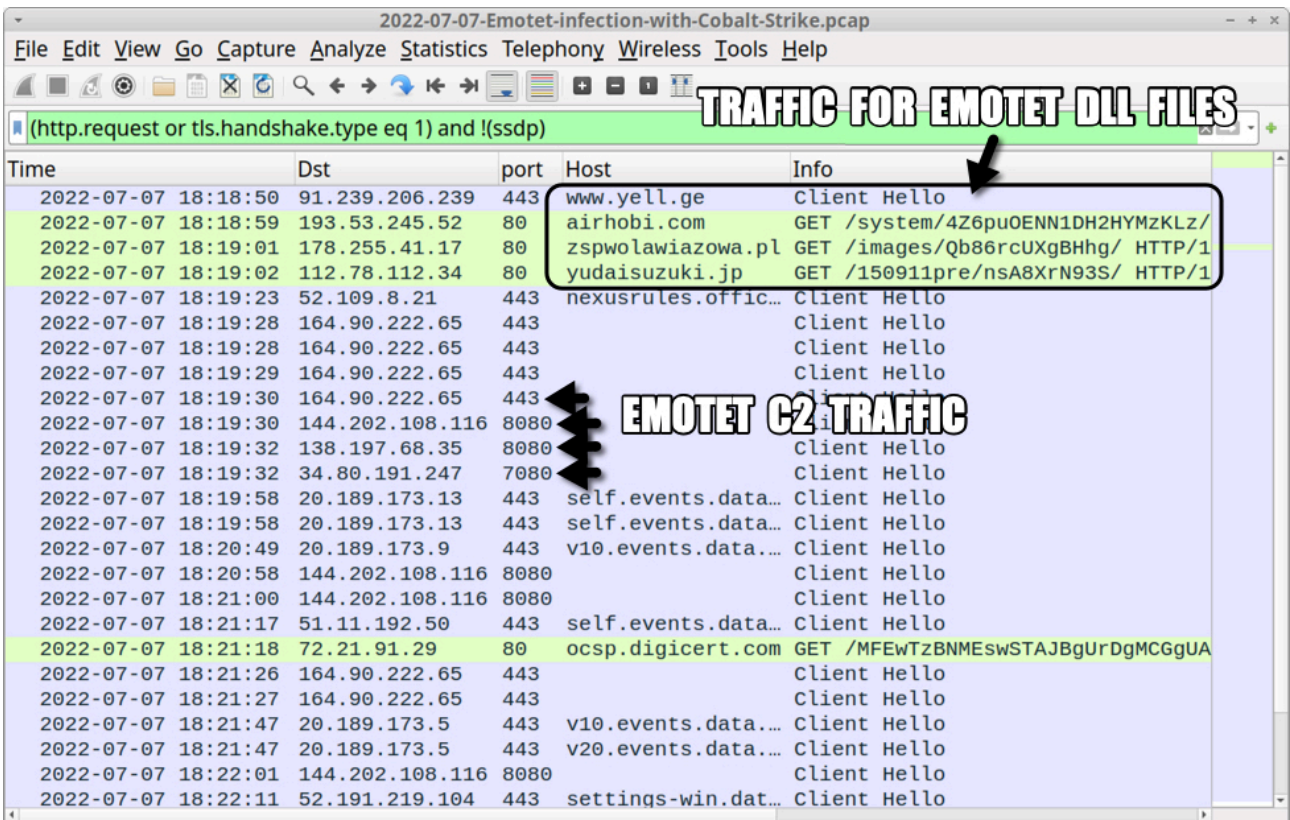 2022-07-07-Emotet-infection-with-Cobalt-Strike.pcap
File Edit View Go Capture Analyze Statistics Telephony Wireless Tools Help
TRAFFIC FOR EMOTET DLL FILES
(http.request or tls.handshake.type eq 1) and !(ssdp)
Time Dst port Host Info
2022-07-07 18:18:50 91.239.206.239 443 www.yell.ge Client Hello
2022-07-07 18:18:59 193.53.245.52 80 airhobi.com GET /system/4Z6puOENN1DH2HYMzKLz/
2022-07-07 18:19:01 178.255.41.17 80 zspwolawiazowa.pl GET /images/Qb86rcUXgBHhg/ HTTP/1
2022-07-07 18:19:02 112.78.112.34 80 yudaisuzuki.jp GET /150911pre/nsA8XrN93S/ HTTP/1
2022-07-07 18:19:23 52.109.8.21 443 nexusrules.offic… Client Hello
2022-07-07 18:19:28 164.90.222.65 443 Client Hello
2022-07-07 18:19:28 164.90.222.65 443 Client Hello
2022-07-07 18:19:29 164.90.222.65 443 Client Hello
2022-07-07 18:19:30 164.90.222.65 443
EMOTET C2 TRAFFIC
2022-07-07 18:19:30 144.202.108.116 8080
2022-07-07 18:19:32 138.197.68.35 8080 Client Hello
2022-07-07 18:19:32 34.80.191.247 7080 Client Hello
2022-07-07 18:19:58 20.189.173.13 443 self.events.data… Client Hello
2022-07-07 18:19:58 20.189.173.13 443 self.events.data… Client Hello
2022-07-07 18:20:49 20.189.173.9 443 v10.events.data.… Client Hello
2022-07-07 18:20:58 144.202.108.116 8080 Client Hello
2022-07-07 18:21:00 144.202.108.116 8080 Client Hello
2022-07-07 18:21:17 51.11.192.50 443 self.events.data… Client Hello
2022-07-07 18:21:18 72.21.91.29 80 ocsp.digicert.com GET /MFEwTzBNMEswSTAJBgUrDgMCGgUA
2022-07-07 18:21:26 164.90.222.65 443 Client Hello
2022-07-07 18:21:27 164.90.222.65 443 Client Hello
2022-07-07 18:21:47 20.189.173.5 443 v10.events.data.… Client Hello
2022-07-07 18:21:47 20.189.173.5 443 v20.events.data.… Client Hello
2022-07-07 18:22:01 144.202.108.116 8080 Client Hello
2022-07-07 18:22:11 52.191.219.104 443 settings-win.dat… Client Hello